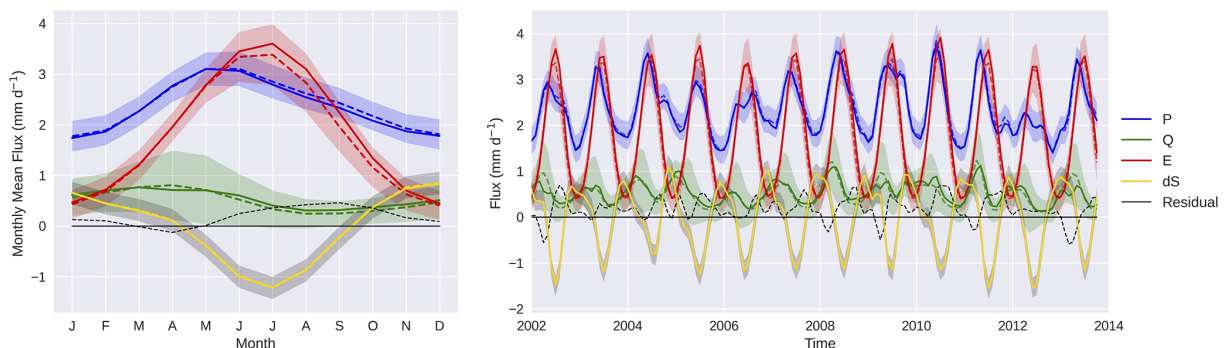 4
3
2
1
0
−1
J F M A M J J A S O N D
Month
Monthly Mean Flux (mm d⁻¹)
4
3
2
1
0
−1
−2
2002 2004 2006 2008 2010 2012 2014
Time
Flux (mm d⁻¹)
P
Q
E
dS
Residual